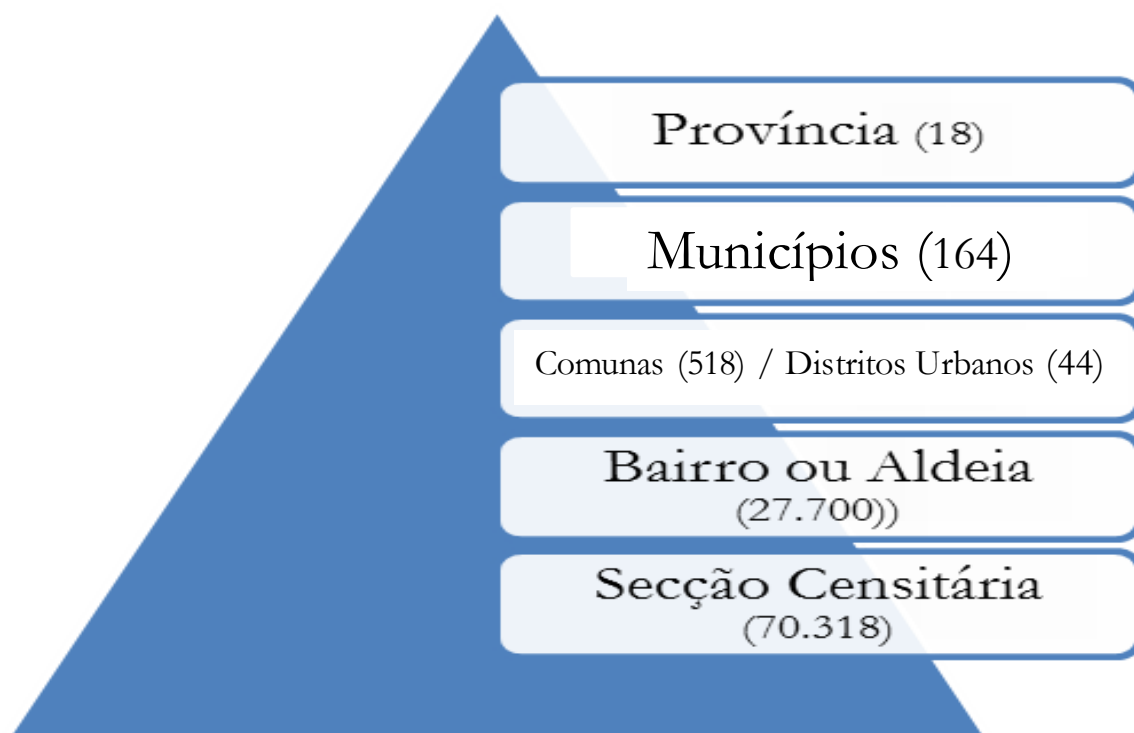 Província (18)
Municípios (164)
Comunas (518) / Distritos Urbanos (44)
Bairro ou Aldeia
(27.700))
Secção Censitária
(70.318)